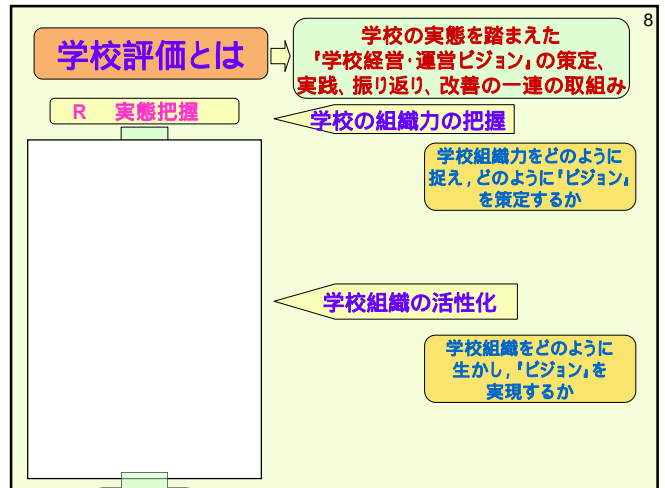 8
学校評価とは
学校の実態を踏まえた
『学校経営・運営ビジョン』の策定、
実践、振り返り、改善の一連の取組み
R 実態把握
学校の組織力の把握
学校組織力をどのように
捉え，どのように『ビジョン』
を策定するか
学校組織の活性化
学校組織をどのように
生かし，『ビジョン』を
実現するか